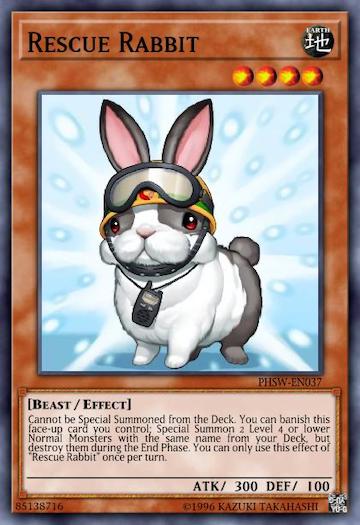 RESCUE RABBIT
EARTH
地
PHSW-EN037
[BEAST / EFFECT]
Cannot be Special Summoned from the Deck. You can banish this
face-up card you control; Special Summon 2 Level 4 or lower
Normal Monsters with the same name from your Deck, but
destroy them during the End Phase. You can only use this effect of
"Rescue Rabbit" once per turn.
ATK/ 300 DEF/ 100
85138716
©1996 KAZUKI TAKAHASHI